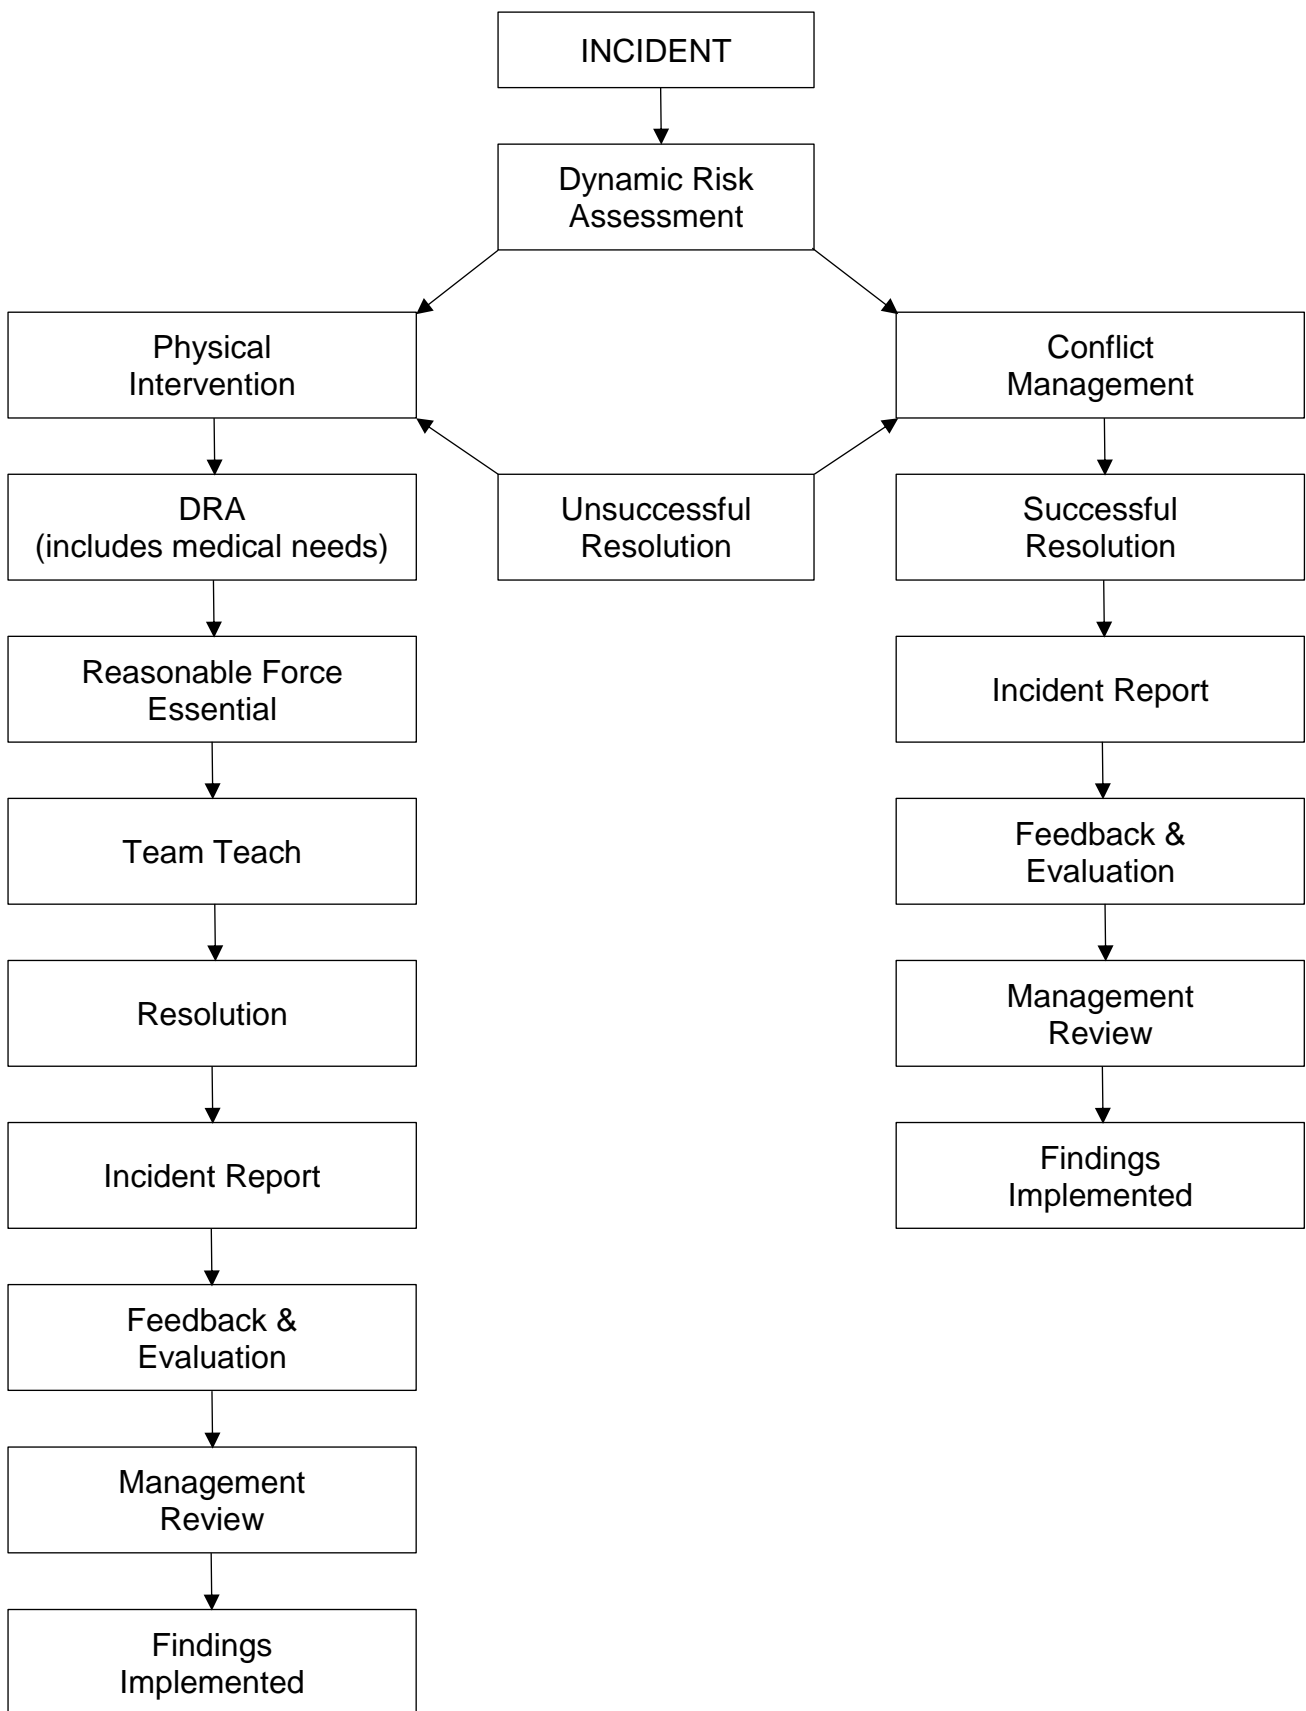 INCIDENT
Dynamic Risk
Assessment
Physical
Intervention
Conflict
Management
DRA
(includes medical needs)
Unsuccessful
Resolution
Successful
Resolution
Reasonable Force
Essential
Incident Report
Team Teach
Feedback &
Evaluation
Resolution
Management
Review
Incident Report
Findings
Implemented
Feedback &
Evaluation
Management
Review
Findings
Implemented